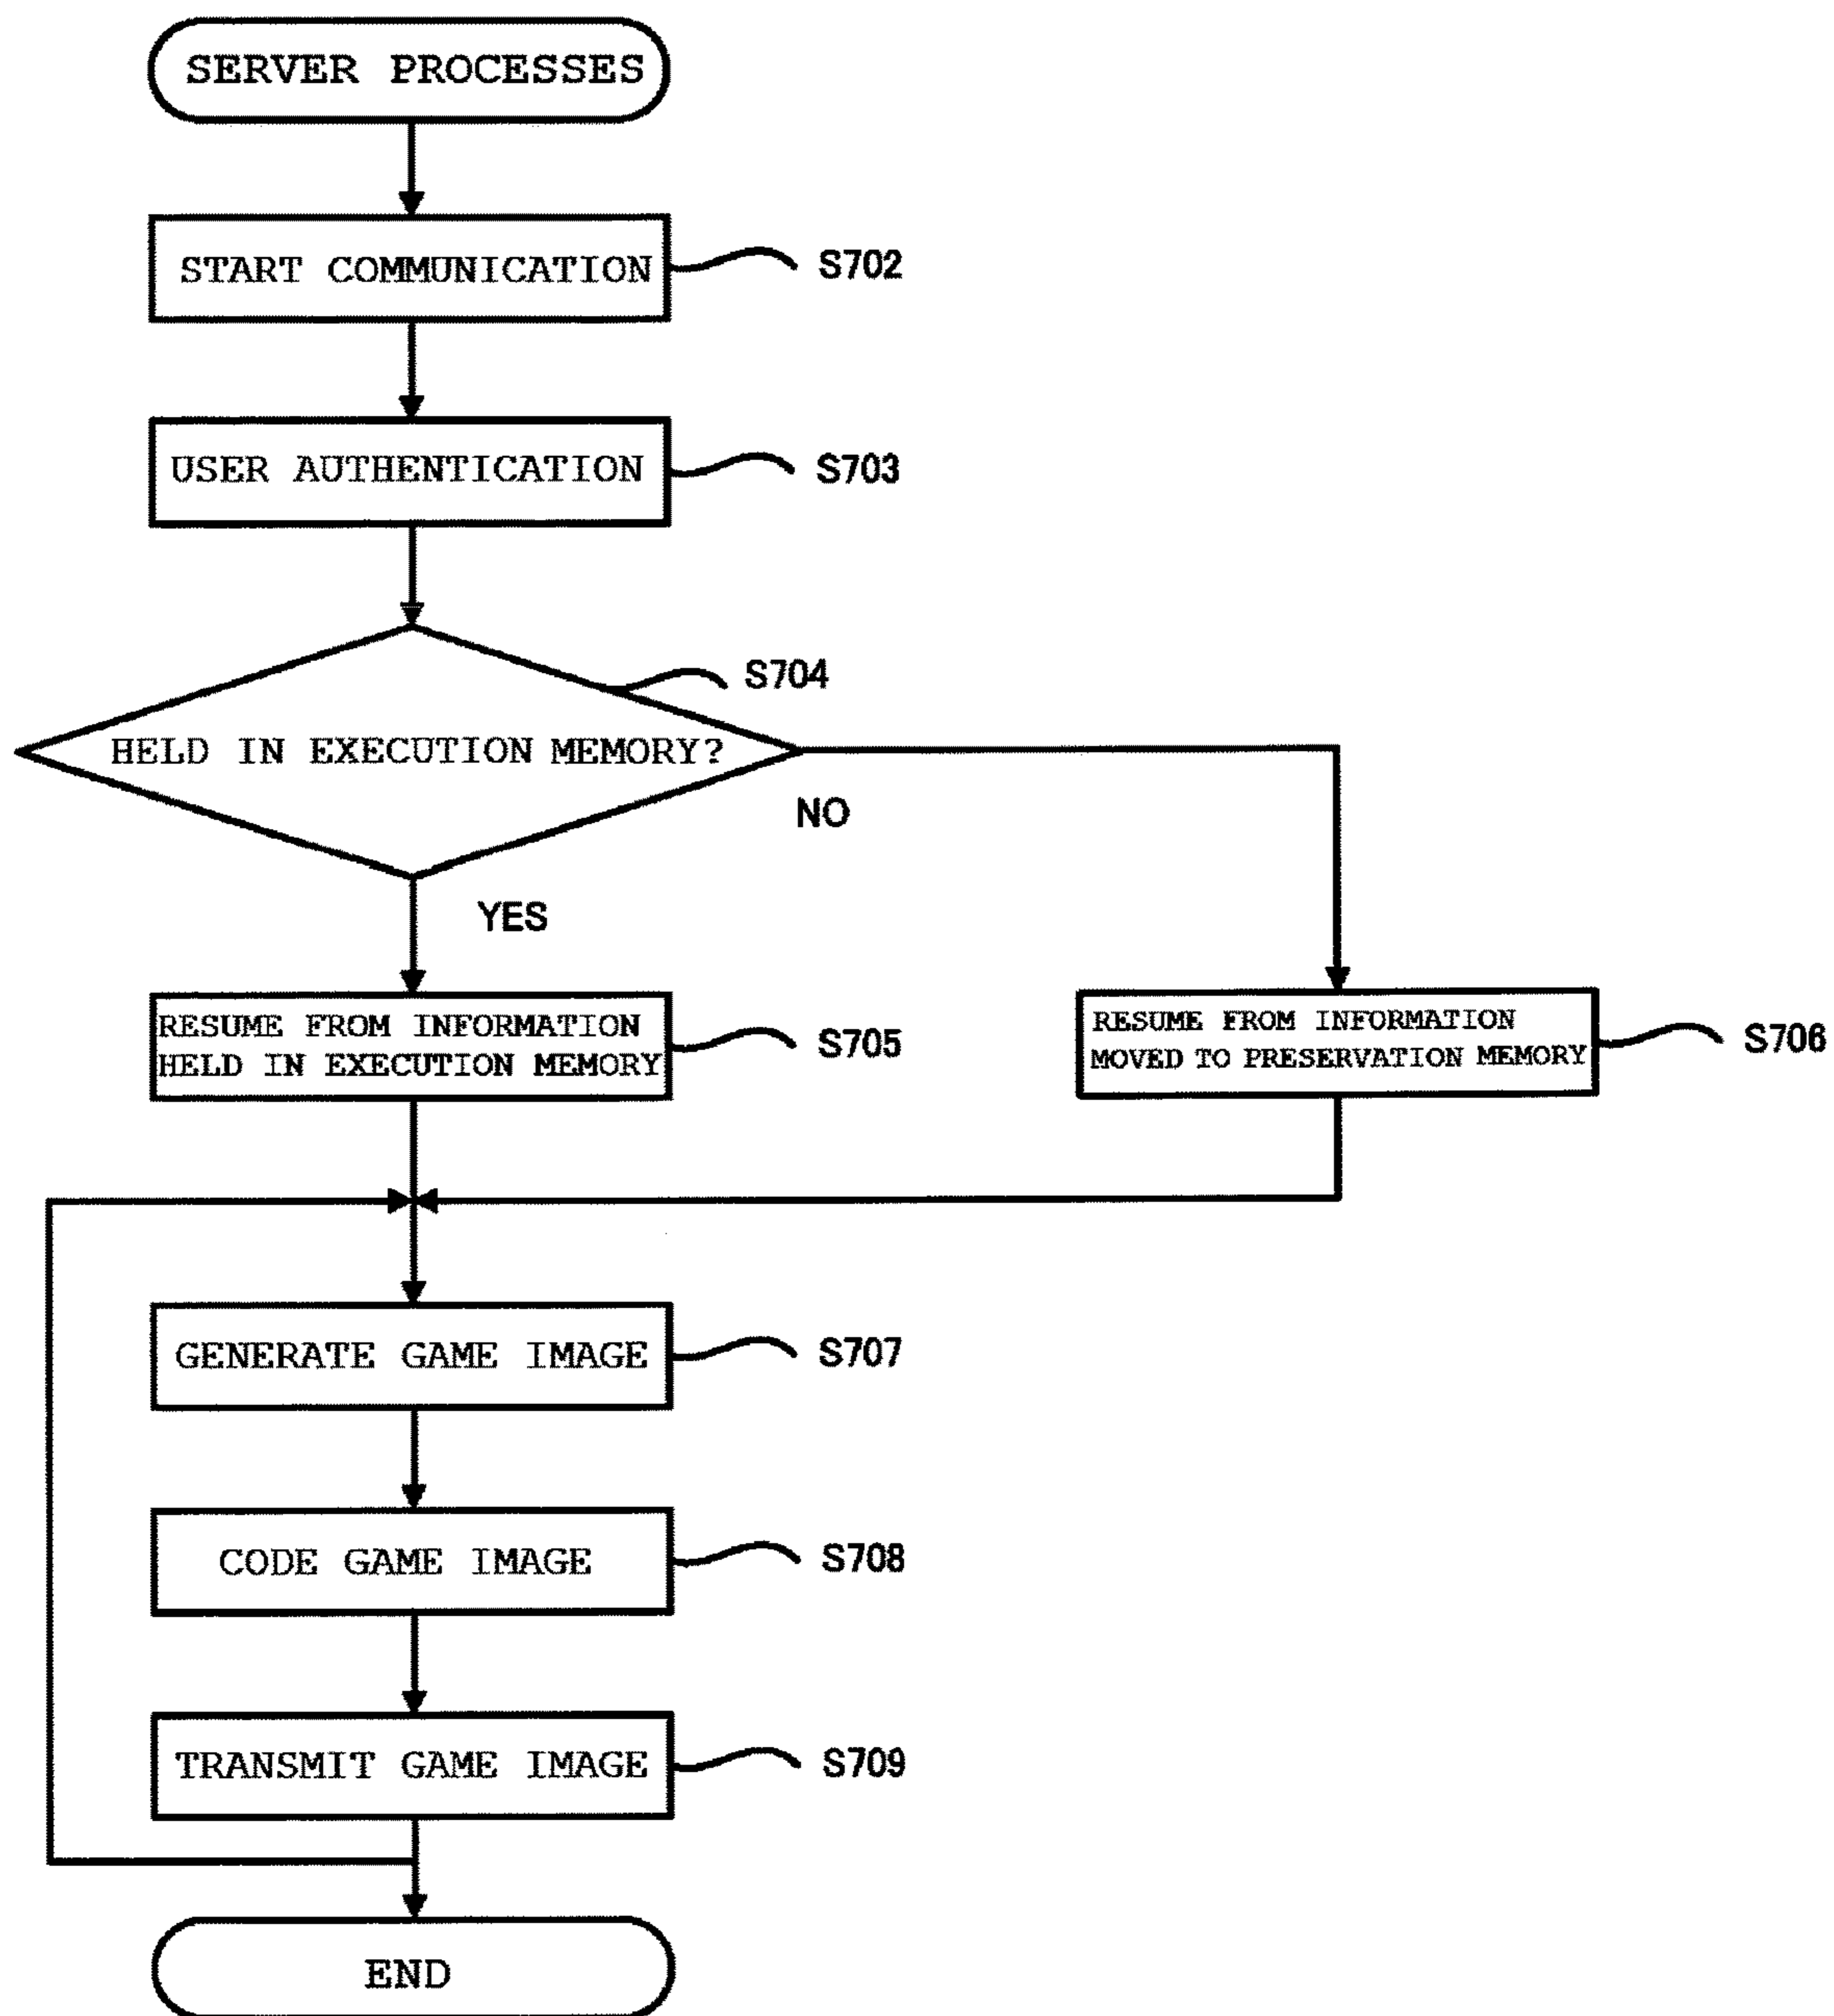 SERVER PROCESSES
START COMMUNICATION
S702
USER AUTHENTICATION
S703
S704
HELD IN EXECUTION MEMORY?
NO
YES
RESUME FROM INFORMATION
HELD IN EXECUTION MEMORY
S705
RESUME FROM INFORMATION
MOVED TO PRESERVATION MEMORY
S706
GENERATE GAME IMAGE
S707
CODE GAME IMAGE
S708
TRANSMIT GAME IMAGE
S709
END